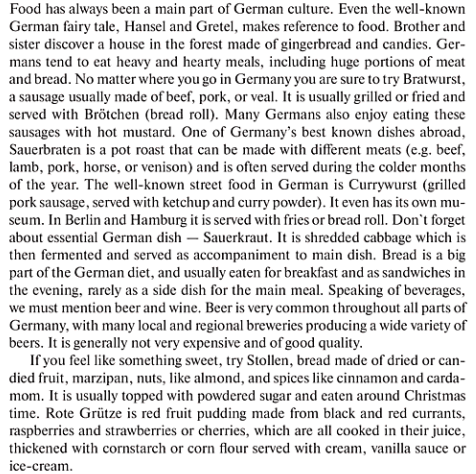 Food has always been a main part of German culture. Even the well-known
German fairy tale, Hansel and Gretel, makes reference to food. Brother and
sister discover a house in the forest made of gingerbread and candies. Ger-
mans tend to eat heavy and hearty meals, including huge portions of meat
and bread. No matter where you go in Germany you are sure to try Bratwurst,
a sausage usually made of beef, pork, or veal. It is usually grilled or fried and
served with Brötchen (bread roll). Many Germans also enjoy eating these
sausages with hot mustard. One of Germany's best known dishes abroad,
Sauerbraten is a pot roast that can be made with different meats (e.g. beef,
lamb, pork, horse, or venison) and is often served during the colder months
of the year. The well-known street food in German is Currywurst (grilled
pork sausage, served with ketchup and curry powder). It even has its own mu-
seum. In Berlin and Hamburg it is served with fries or bread roll. Don't forget
about essential German dish — Sauerkraut. It is shredded cabbage which is
then fermented and served as accompaniment to main dish. Bread is a big
part of the German diet, and usually eaten for breakfast and as sandwiches in
the evening, rarely as a side dish for the main meal. Speaking of beverages,
we must mention beer and wine. Beer is very common throughout all parts of
Germany, with many local and regional breweries producing a wide variety of
beers. It is generally not very expensive and of good quality.
If you feel like something sweet, try Stollen, bread made of dried or can-
died fruit, marzipan, nuts, like almond, and spices like cinnamon and carda-
mom. It is usually topped with powdered sugar and eaten around Christmas
time. Rote Grütze is red fruit pudding made from black and red currants,
raspberries and strawberries or cherries, which are all cooked in their juice,
thickened with cornstarch or corn flour served with cream, vanilla sauce or
ice-cream.